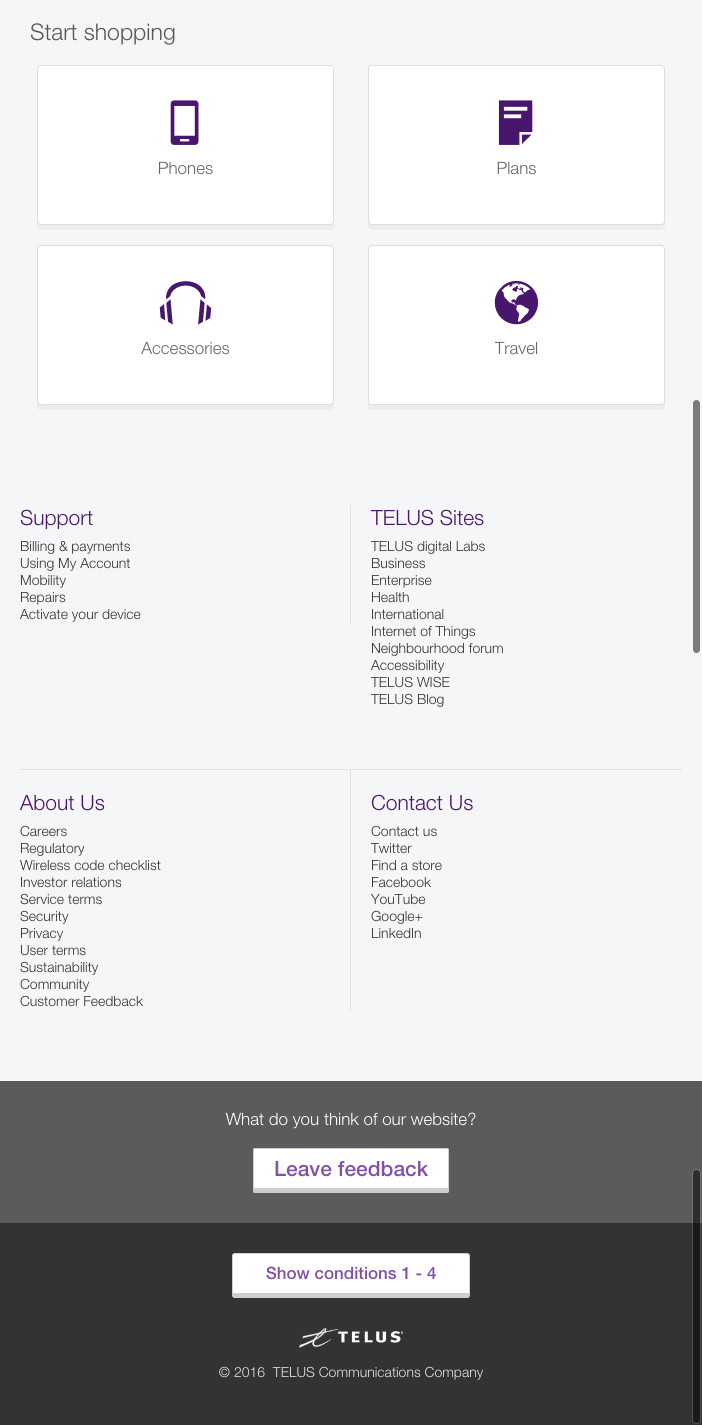 Start shopping
Phones
Plans
Accessories
Travel
Support
Billing & payments
Using My Account
Mobility
Repairs
Activate your device
TELUS Sites
TELUS digital Labs
Business
Enterprise
Health
International
Internet of Things
Neighbourhood forum
Accessibility
TELUS WISE
TELUS Blog
About Us
Careers
Regulatory
Wireless code checklist
Investor relations
Service terms
Security
Privacy
User terms
Sustainability
Community
Customer Feedback
Contact Us
Contact us
Twitter
Find a store
Facebook
YouTube
Google+
LinkedIn
What do you think of our website?
Leave feedback
Show conditions 1 - 4
TELUS
© 2016 TELUS Communications Company